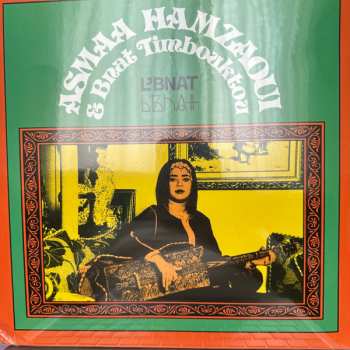 ASMAA HAMZAOUI
& Bnat Timbouktou
L'BNAT